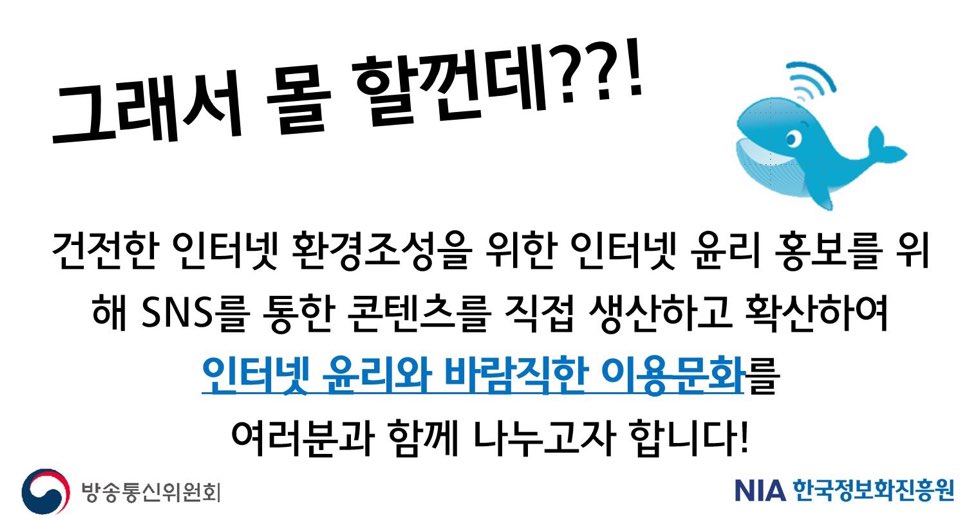 그래서 몰 할껀데??!
건전한 인터넷 환경조성을 위한 인터넷 윤리 홍보를 위
해 SNS를 통한 콘텐츠를 직접 생산하고 확산하여
인터넷 윤리와 바람직한 이용문화를
여러분과 함께 나누고자 합니다!
방송통신위원회
NIA 한국정보화진흥원